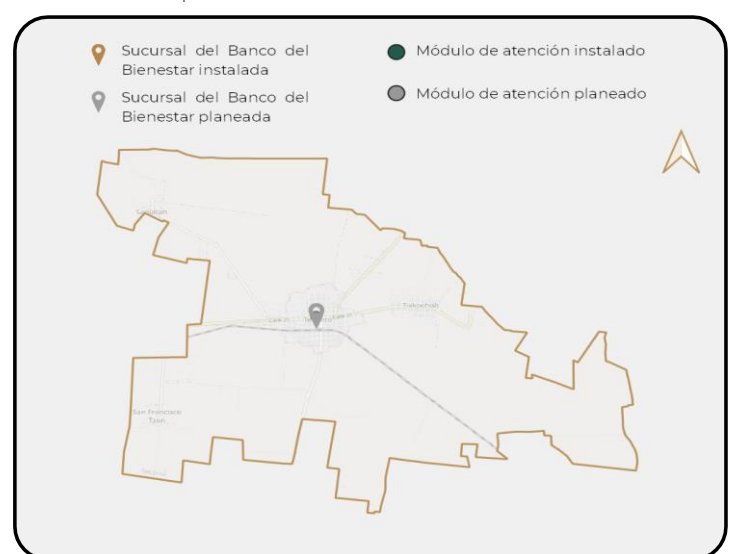 Sucursal del Banco del
Bienestar instalada
Sucursal del Banco del
Bienestar planeada
Módulo de atención instalado
Módulo de atención planeado
San Francisco
Tzon